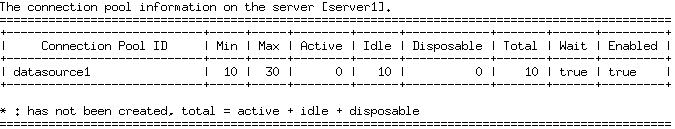 The connection pool information on the server [server1].
================================================================================
+------------------------+-----+-----+--------+------+------------+-------+------+---------+
|    Connection Pool ID    | Min | Max | Active | Idle | Disposable | Total | Wait | Enabled |
+------------------------+-----+-----+--------+------+------------+-------+------+---------+
| datasource1 | 10 | 30 | 0 | 10 | 0 | 10 | true | true |
+------------------------+-----+-----+--------+------+------------+-------+------+---------+
* : has not been created, total = active + idle + disposable
================================================================================